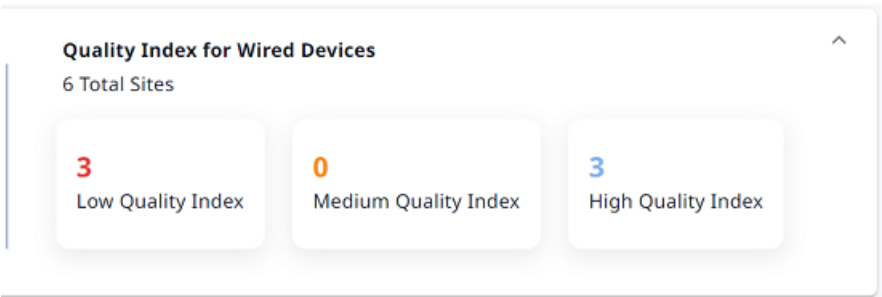 Quality Index for Wired Devices
6 Total Sites
3
Low Quality Index
0
Medium Quality Index
3
High Quality Index